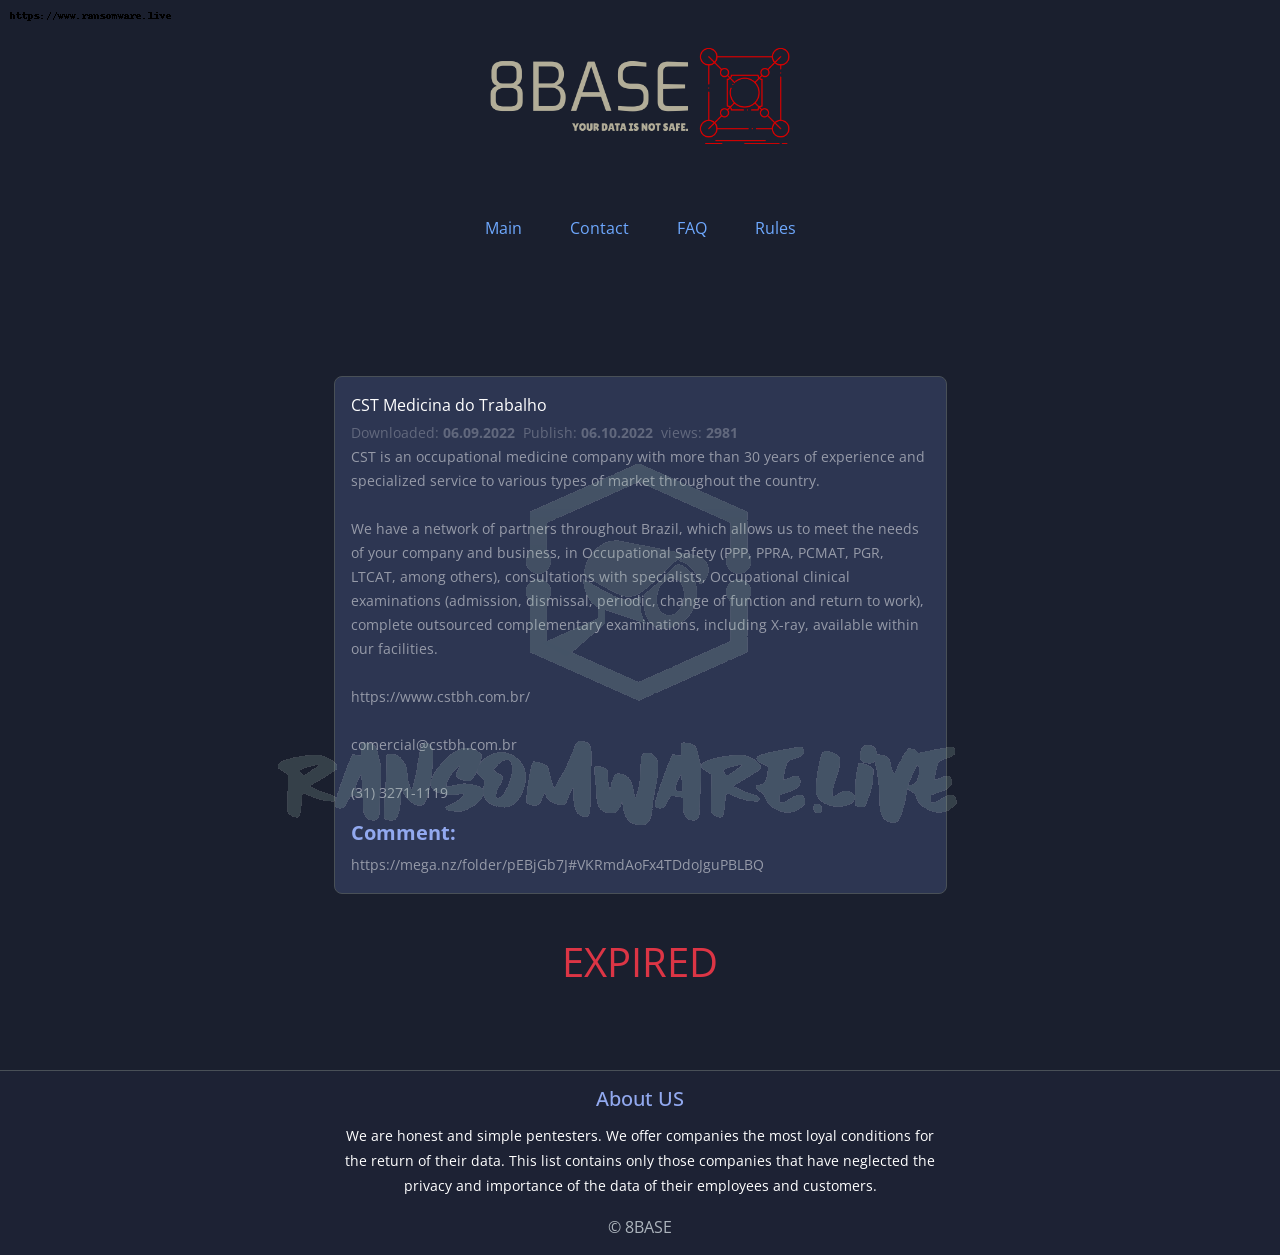 https://www.ransomware.live
8BASE
YOUR DATA IS NOT SAFE.
Main Contact FAQ Rules
CST Medicina do Trabalho
Downloaded: 06.09.2022 Publish: 06.10.2022 views: 2981
CST is an occupational medicine company with more than 30 years of experience and
specialized service to various types of market throughout the country.
We have a network of partners throughout Brazil, which allows us to meet the needs
of your company and business, in Occupational Safety (PPP, PPRA, PCMAT, PGR,
LTCAT, among others), consultations with specialists, Occupational clinical
examinations (admission, dismissal, periodic, change of function and return to work),
complete outsourced complementary examinations, including X-ray, available within
our facilities.
https://www.cstbh.com.br/
comercial@cstbh.com.br
RANSOMWARE.LIVE
(31) 3271-1119
Comment:
https://mega.nz/folder/pEBjGb7J#VKRmdAoFx4TDdoJguPBLBQ
EXPIRED
About US
We are honest and simple pentesters. We offer companies the most loyal conditions for
the return of their data. This list contains only those companies that have neglected the
privacy and importance of the data of their employees and customers.
© 8BASE